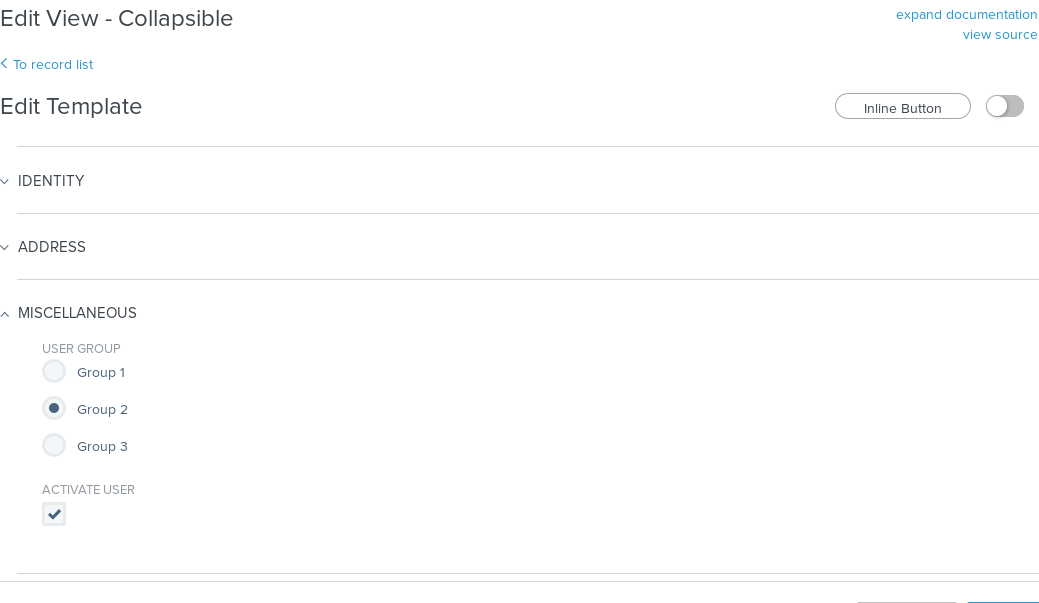 Edit View - Collapsible
expand documentation
view source
To record list
Edit Template
Inline Button
IDENTITY
ADDRESS
MISCELLANEOUS
USER GROUP
Group 1
Group 2
Group 3
ACTIVATE USER